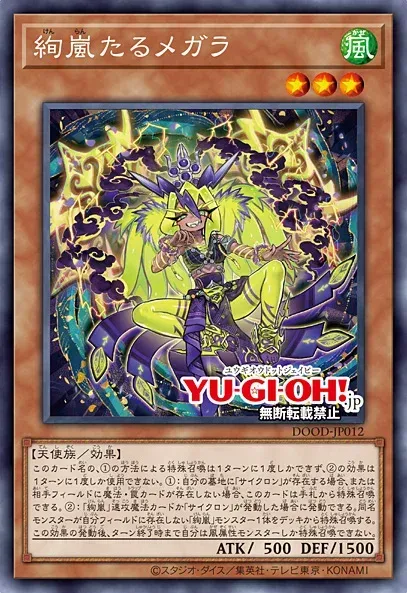 絢嵐たるメガラ
風
ユウギオウドットジェイピー
YU-GI-OH!.jp
無断転載禁止
DOOD-JP012
【天使族／効果】
このカード名の、①の方法による特殊召喚は1ターンに1度しかできず、②の効果は
1ターンに1度しか使用できない。①：自分の墓地に「サイクロン」が存在する場合、または
相手フィールドに魔法・罠カードが存在しない場合、このカードは手札から特殊召喚
できる。②：「絢嵐」速攻魔法カードか「サイクロン」が発動した場合に発動できる。同名
モンスターが自分フィールドに存在しない「絢嵐」モンスター1体をデッキから特殊召喚する。
この効果の発動後、ターン終了時まで自分は風属性モンスターしか特殊召喚できない。
ATK/ 500 DEF/1500
©スタジオ・ダイス／集英社・テレビ東京・KONAMI